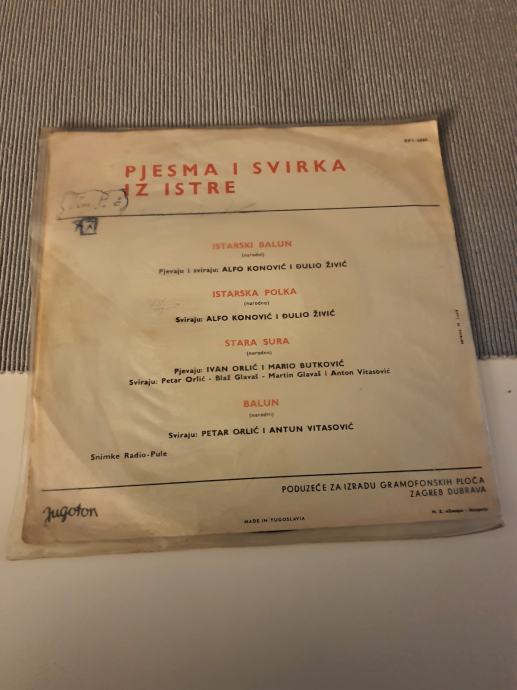 PJESMA I SVIRKA
IZ ISTRE
ISTARSKI BALUN
(narodni)
Pjevaju i sviraju: ALFO KONOVIĆ I ĐULIO ŽIVIĆ
ISTARSKA POLKA
(narodna)
Sviraju: ALFO KONOVIĆ I ĐULIO ŽIVIĆ
STARA SURA
(narodna)
Pjevaju: IVAN ORLIĆ I MARIO BUTKOVIĆ
Sviraju: Petar Orlić - Blaž Glavaš - Martin Glavaš i Anton Vitasović
BALUN
(narodni)
Sviraju: PETAR ORLIĆ I ANTUN VITASOVIĆ
Snimke Radio-Pule
PODUZEĆE ZA IZRADU GRAMOFONSKIH PLOČA
ZAGREB DUBRAVA
Jugoton
MADE IN YUGOSLAVIA